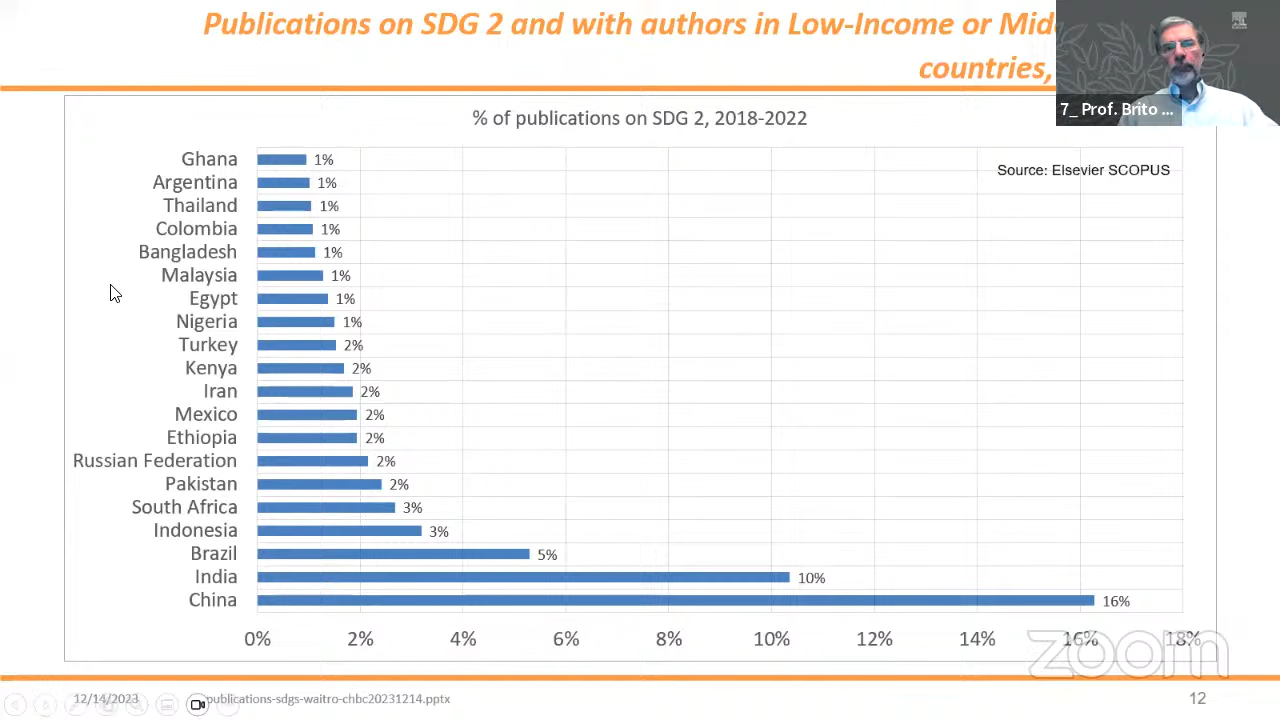 Publications on SDG 2 and with authors in Low-Income or
countries,
7_ Prof. Brito ...
% of publications on SDG 2, 2018-2022
Source: Elsevier SCOPUS
Ghana 1%
Argentina 1%
Thailand 1%
Colombia 1%
Bangladesh 1%
Malaysia 1%
Egypt 1%
Nigeria 1%
Turkey 2%
Kenya 2%
Iran 2%
Mexico 2%
Ethiopia 2%
Russian Federation 2%
Pakistan 2%
South Africa 3%
Indonesia 3%
Brazil 5%
India 10%
China 16%
0% 2% 4% 6% 8% 10% 12% 14% 16% 18%
zoom
12/14/2023 publications-sdgs-waitro-chbc20231214.pptx 12